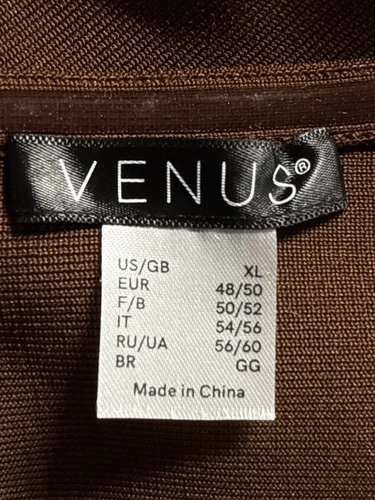 VENUS®
US/GB XL
EUR 48/50
F/B 50/52
IT 54/56
RU/UA 56/60
BR GG
Made in China